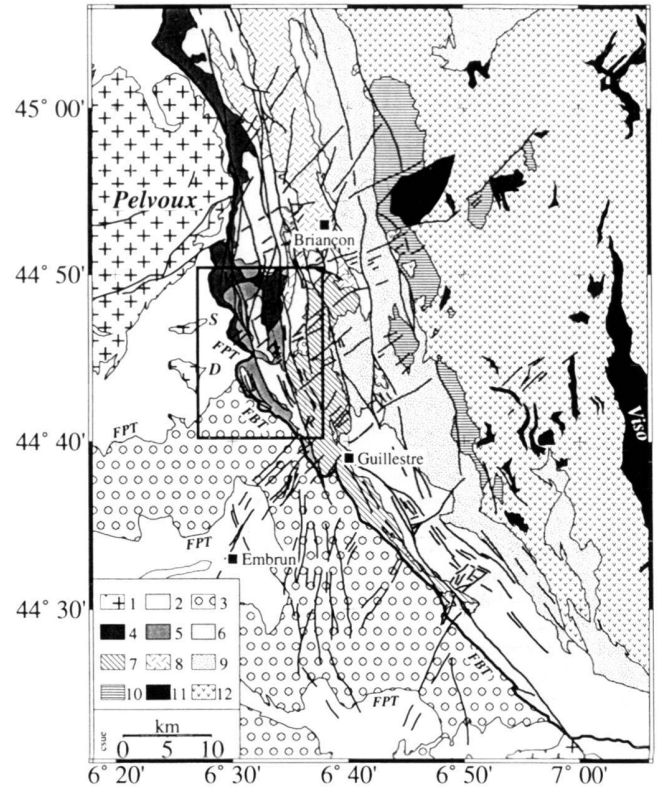 45° 00'
Pelvoux
Briançon
44° 50'
S
FPT
D
Viso
FPT
FBT
44° 40'
Guillestre
FPT
Embrun
1 2 3
44° 30'
4 5 6
7 8 9
FBT
10 11 12
FPT
km
0 5 10
6° 20' 6° 30' 6° 40' 6° 50' 7° 00'